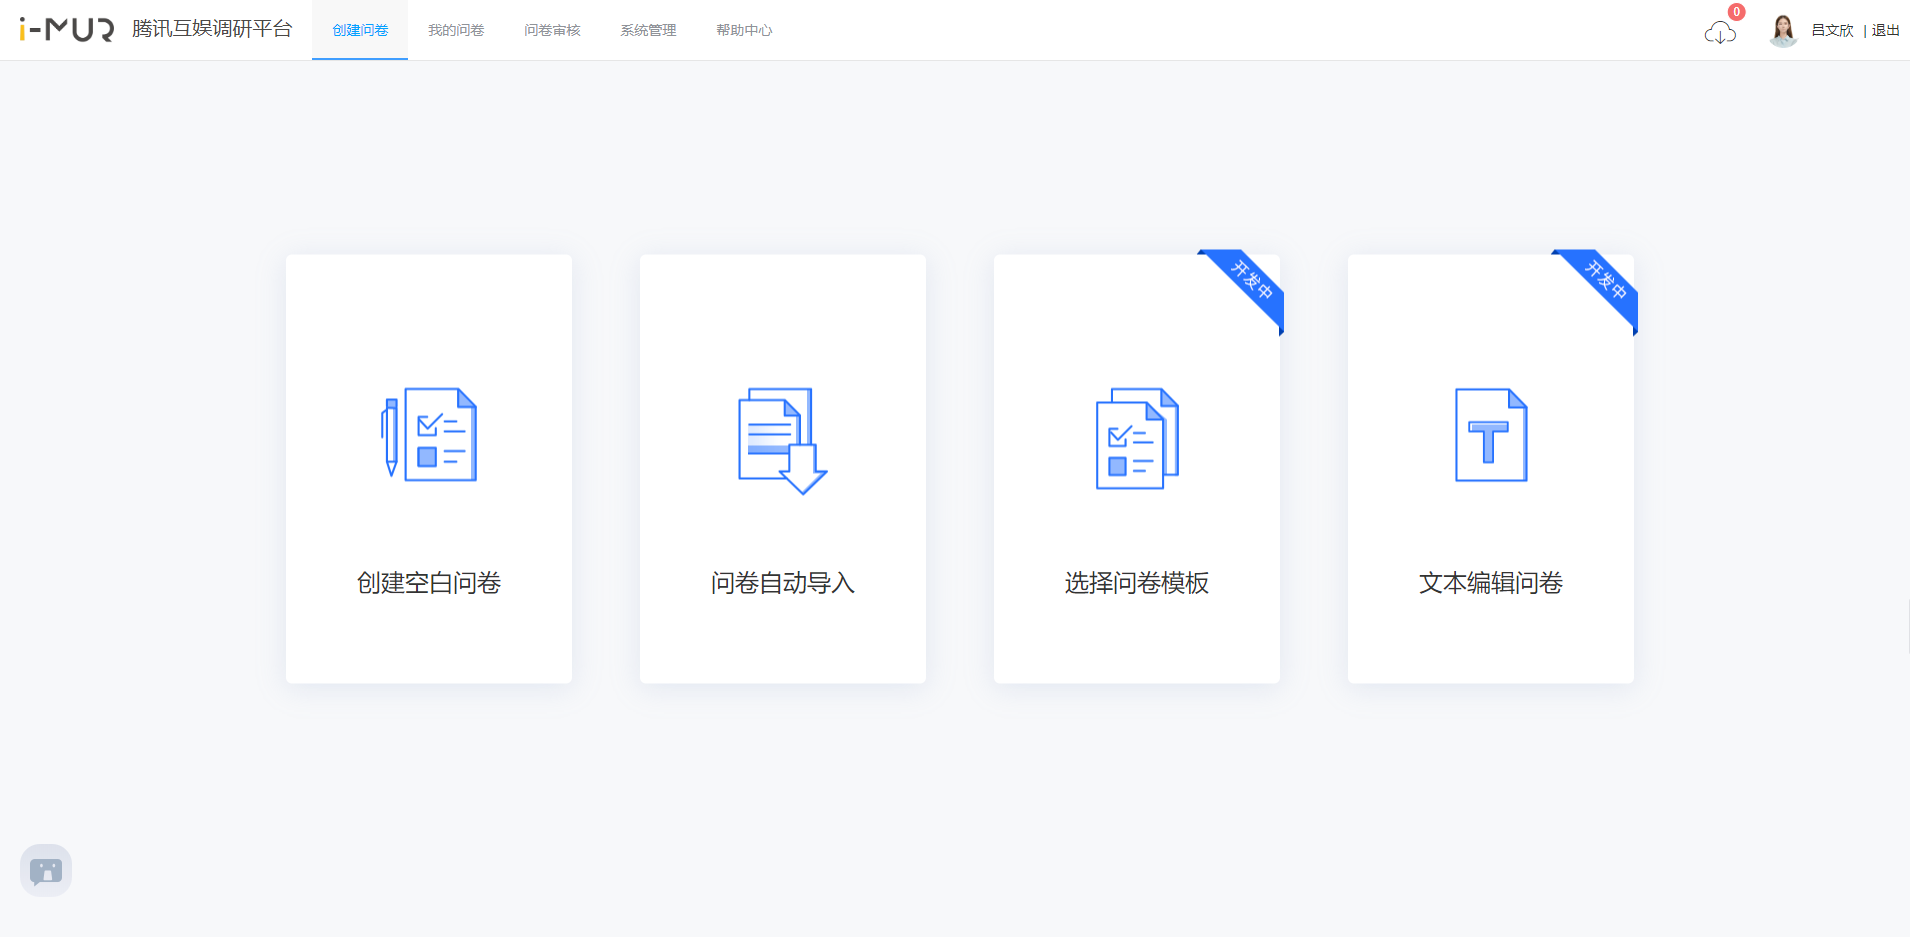 i-MUR 腾讯互娱调研平台 创建问卷 我的问卷 问卷审核 系统管理 帮助中心 0 吕文欣 | 退出
开发中
开发中
创建空白问卷
问卷自动导入
选择问卷模板
文本编辑问卷